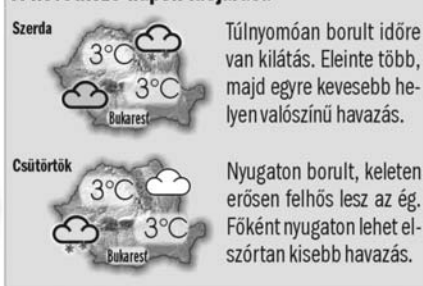 Szerda
3°C
3°C
Bukarest
Túlnyomóan borult időre
van kilátás. Eleinte több,
majd egyre kevesebb he-
lyen valószínű havazás.
Csütörtök
3°C
3°C
Bukarest
Nyugaton borult, keleten
erősen felhős lesz az ég.
Főként nyugaton lehet el-
szórtan kisebb havazás.